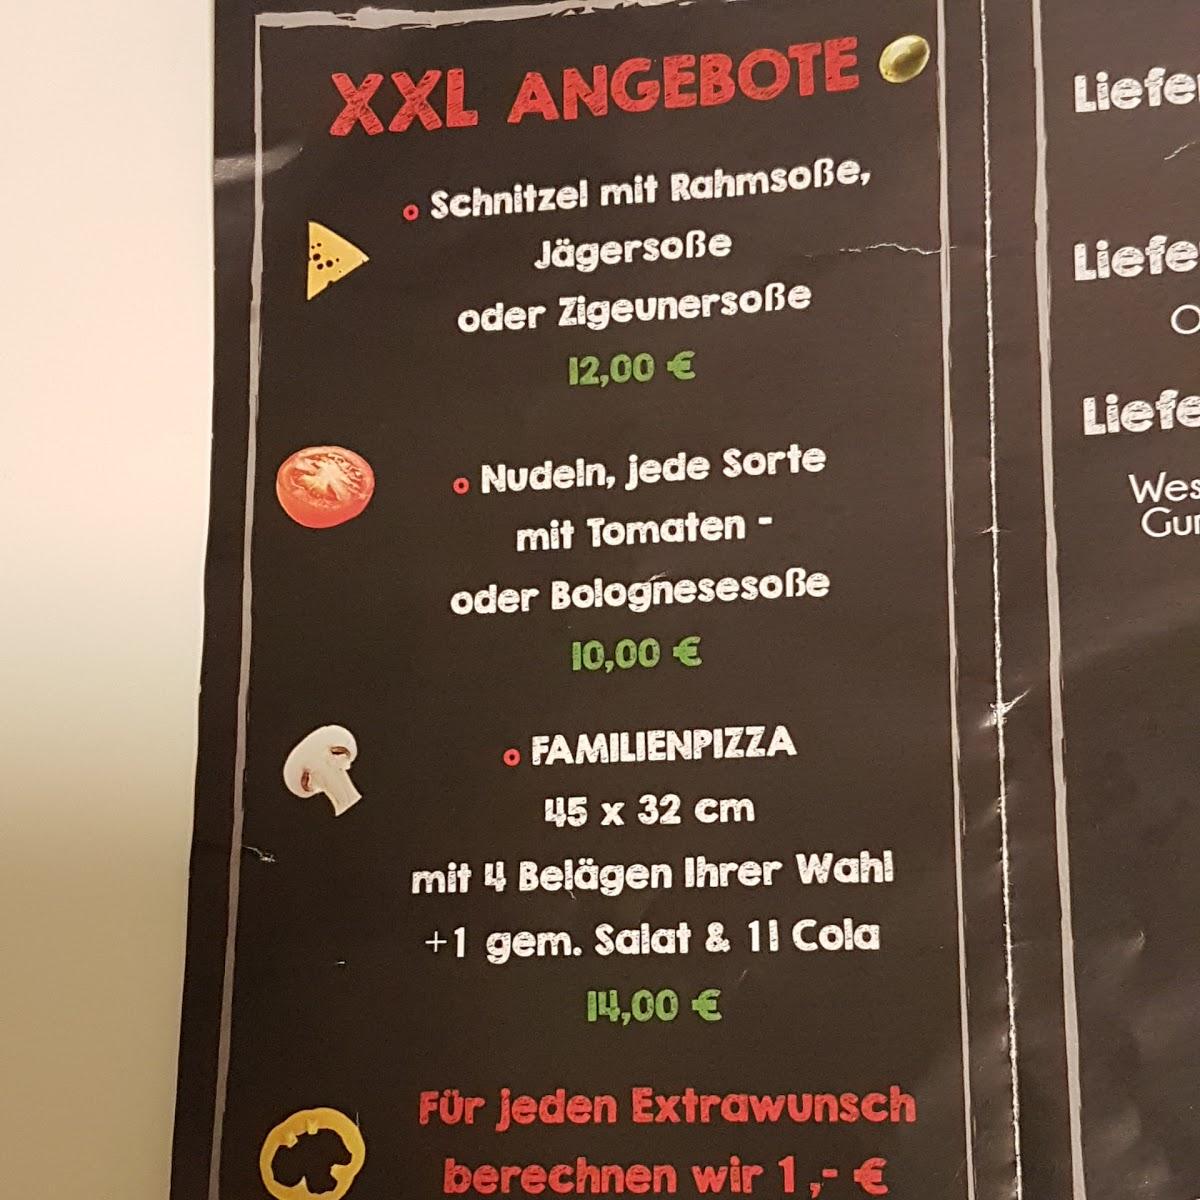 XXL ANGEBOTE
Schnitzel mit Rahmsoße,
Jägersoße
oder Zigeunersoße
12,00 €
Nudeln, jede Sorte
mit Tomaten -
oder Bolognesesoße
10,00 €
FAMILIENPIZZA
45 x 32 cm
mit 4 Belägen Ihrer Wahl
+1 gem. Salat & 1l Cola
14,00 €
Für jeden Extrawunsch
berechnen wir 1,- €